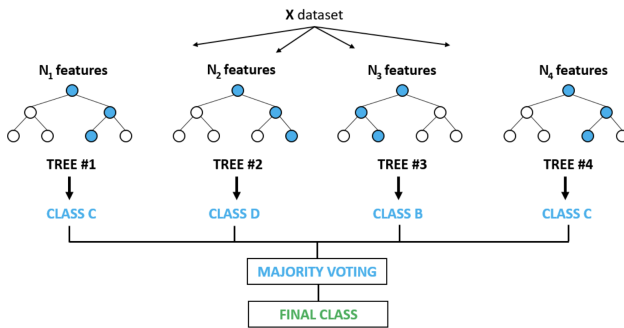 X dataset
N₁ features N₂ features N₃ features N₄ features
TREE #1 TREE #2 TREE #3 TREE #4
CLASS C CLASS D CLASS B CLASS C
MAJORITY VOTING
FINAL CLASS